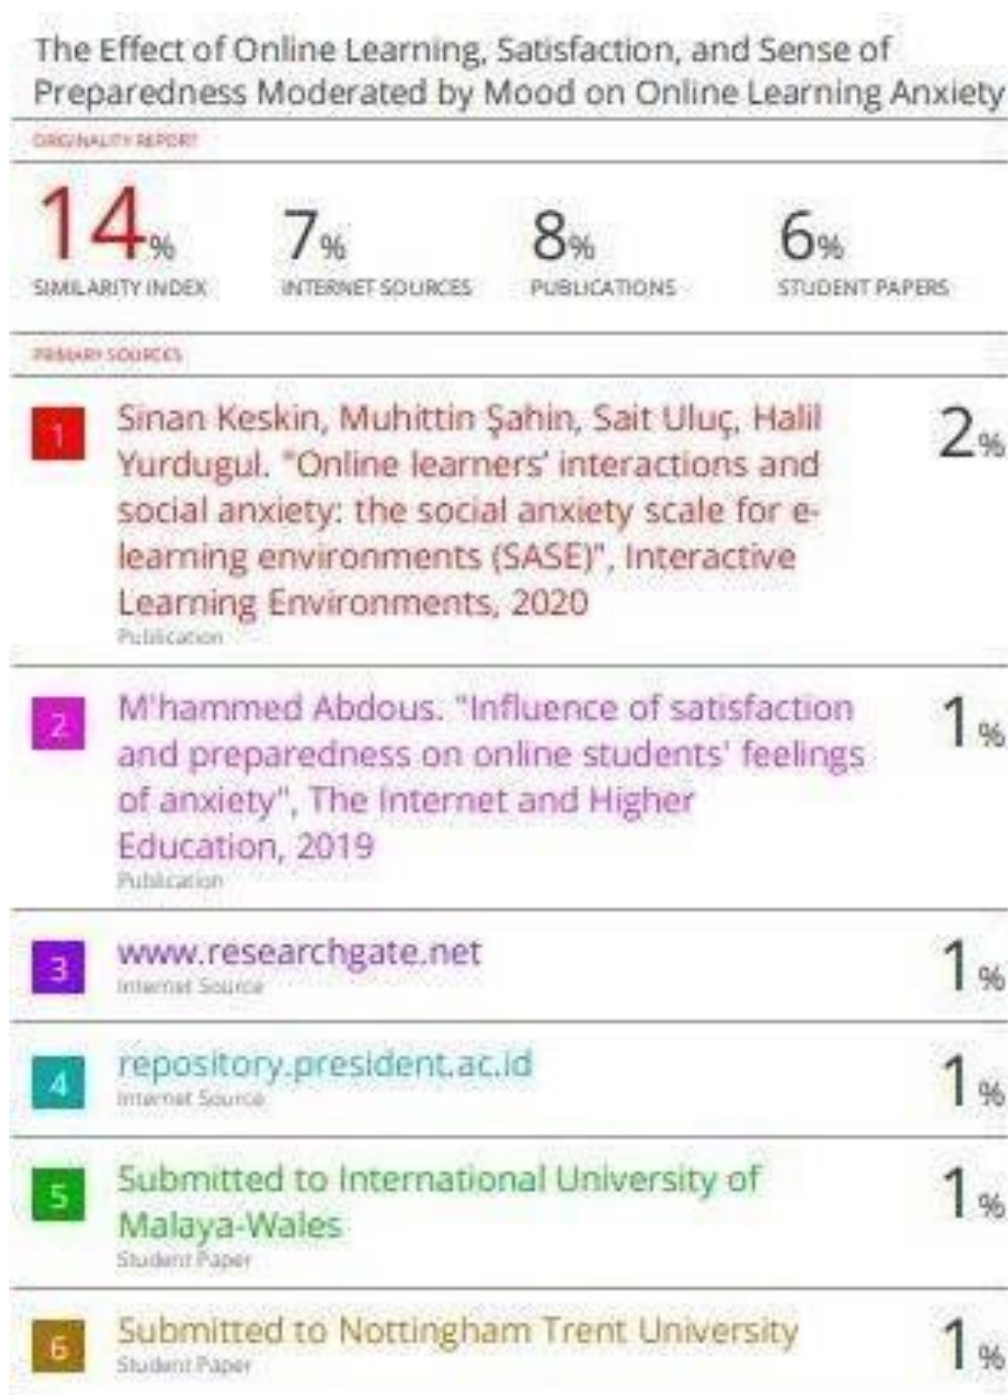 The Effect of Online Learning, Satisfaction, and Sense of
Preparedness Moderated by Mood on Online Learning Anxiety
ORIGINALITY REPORT
14% 7% 8% 6%
SIMILARITY INDEX INTERNET SOURCES PUBLICATIONS STUDENT PAPERS
PRIMARY SOURCES
1 Sinan Keskin, Muhittin Şahin, Sait Uluç, Halil 2%
Yurdugul. "Online learners' interactions and
social anxiety: the social anxiety scale for e-
learning environments (SASE)", Interactive
Learning Environments, 2020
Publication
2 M'hammed Abdous. "Influence of satisfaction 1%
and preparedness on online students' feelings
of anxiety", The Internet and Higher
Education, 2019
Publication
3 www.researchgate.net 1%
Internet Source
4 repository.president.ac.id 1%
Internet Source
5 Submitted to International University of 1%
Malaya-Wales
Student Paper
6 Submitted to Nottingham Trent University 1%
Student Paper